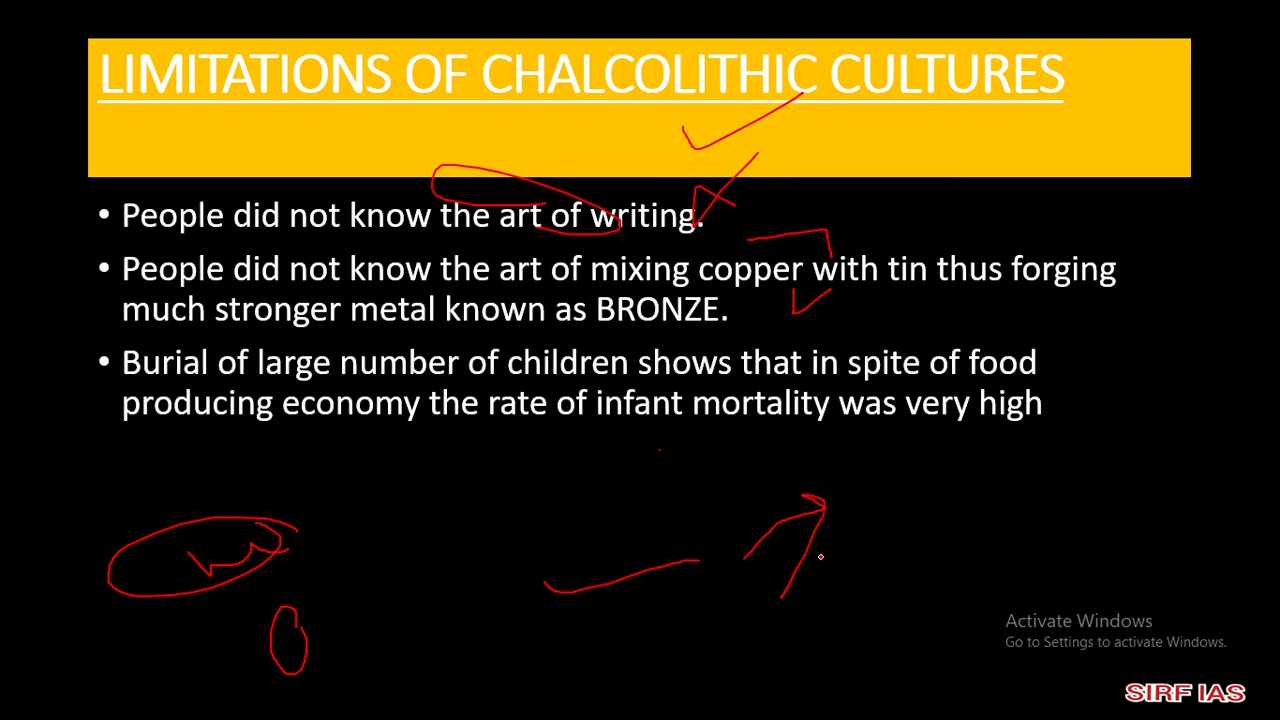 LIMITATIONS OF CHALCOLITHIC CULTURES
• People did not know the art of writing.
• People did not know the art of mixing copper with tin thus forging
much stronger metal known as BRONZE.
• Burial of large number of children shows that in spite of food
producing economy the rate of infant mortality was very high
Activate Windows
Go to Settings to activate Windows.
SIRF IAS